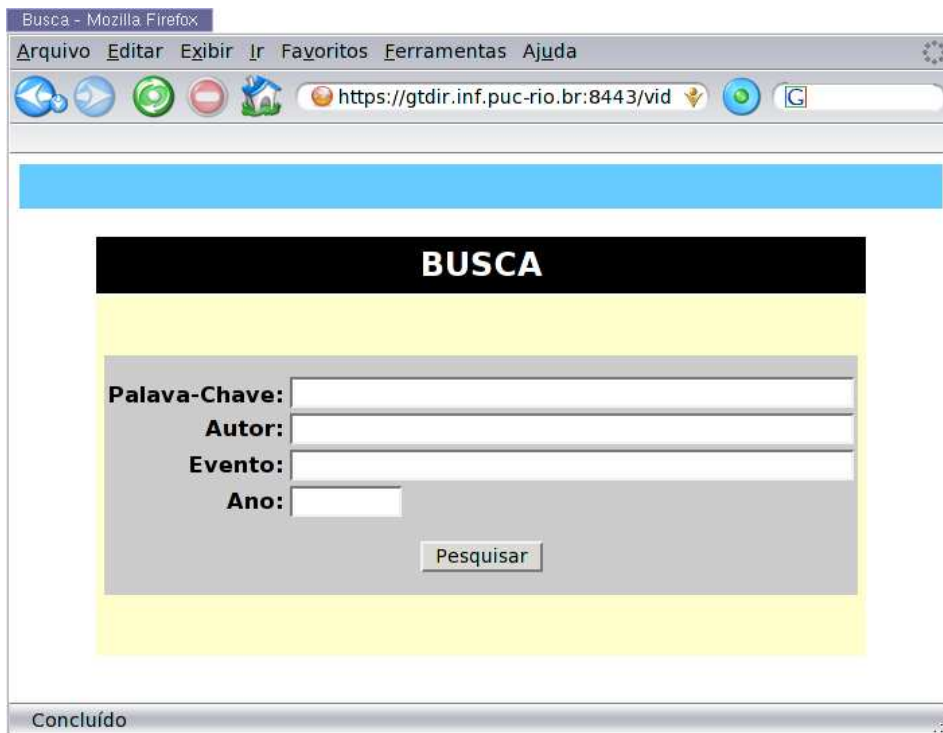 Busca - Mozilla Firefox
Arquivo Editar Exibir Ir Favoritos Ferramentas Ajuda
https://gtdir.inf.puc-rio.br:8443/vid G
BUSCA
Palava-Chave:
Autor:
Evento:
Ano:
Pesquisar
Concluído